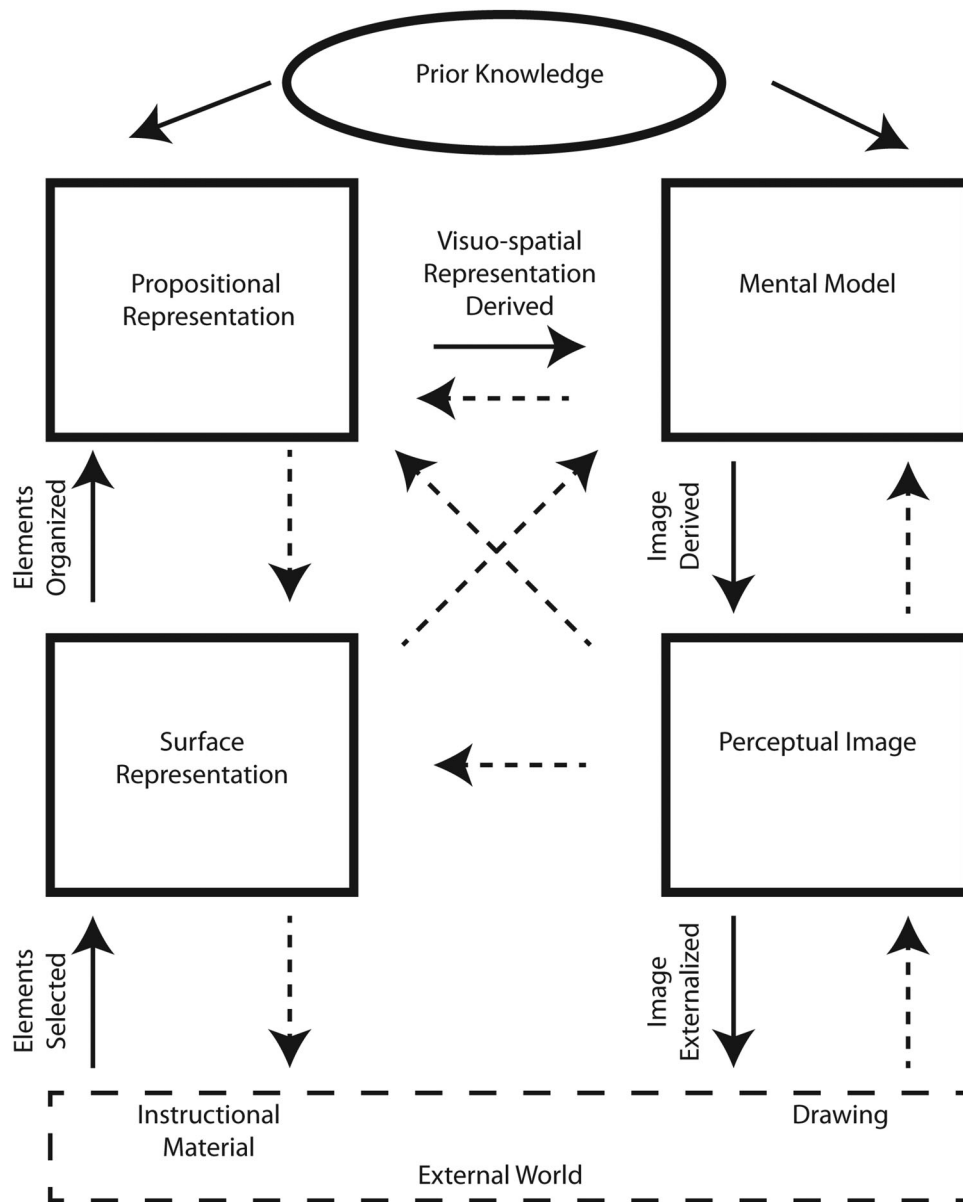 Prior Knowledge
Propositional
Representation
Visuo-spatial
Representation
Derived
Mental Model
Elements
Organized
Image
Derived
Surface
Representation
Perceptual Image
Elements
Selected
Image
Externalized
Instructional
Material
Drawing
External World